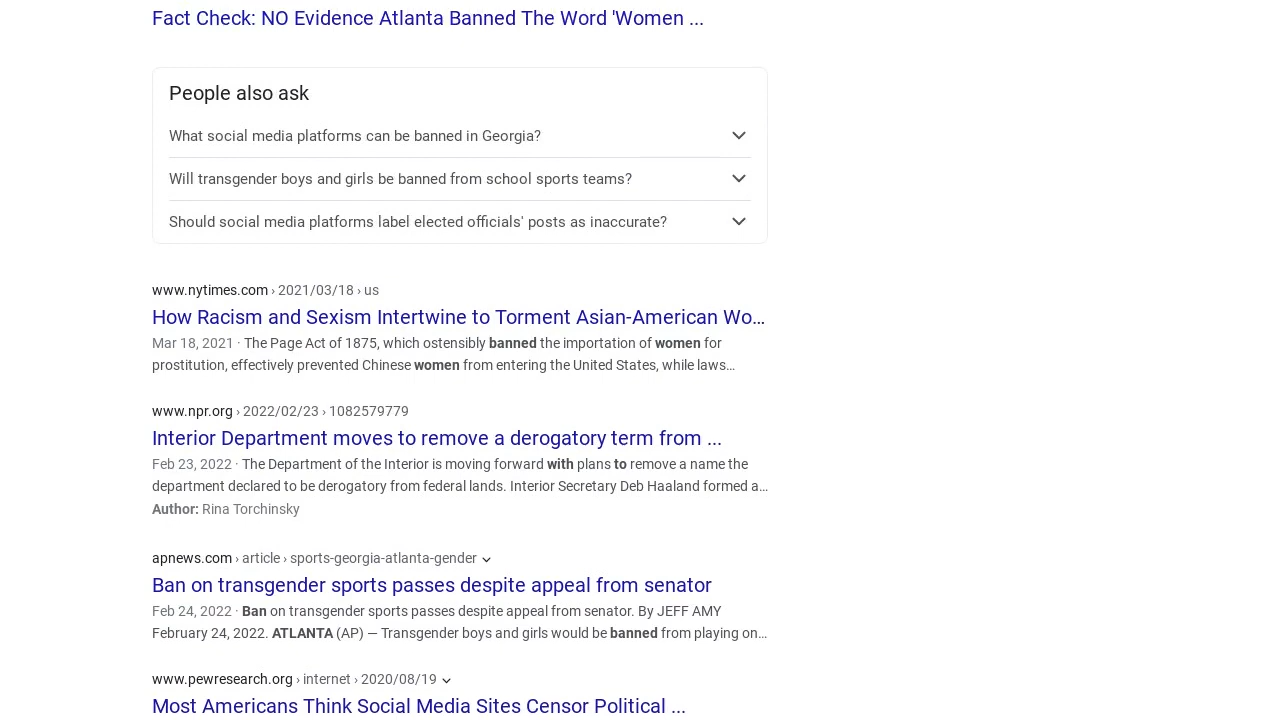 Fact Check: NO Evidence Atlanta Banned The Word 'Women ...
People also ask
What social media platforms can be banned in Georgia?
Will transgender boys and girls be banned from school sports teams?
Should social media platforms label elected officials' posts as inaccurate?
www.nytimes.com › 2021/03/18 › us
How Racism and Sexism Intertwine to Torment Asian-American Wo…
Mar 18, 2021 · The Page Act of 1875, which ostensibly banned the importation of women for
prostitution, effectively prevented Chinese women from entering the United States, while laws…
www.npr.org › 2022/02/23 › 1082579779
Interior Department moves to remove a derogatory term from ...
Feb 23, 2022 · The Department of the Interior is moving forward with plans to remove a name the
department declared to be derogatory from federal lands. Interior Secretary Deb Haaland formed a…
Author: Rina Torchinsky
apnews.com › article › sports-georgia-atlanta-gender
Ban on transgender sports passes despite appeal from senator
Feb 24, 2022 · Ban on transgender sports passes despite appeal from senator. By JEFF AMY
February 24, 2022. ATLANTA (AP) — Transgender boys and girls would be banned from playing on…
www.pewresearch.org › internet › 2020/08/19
Most Americans Think Social Media Sites Censor Political ...